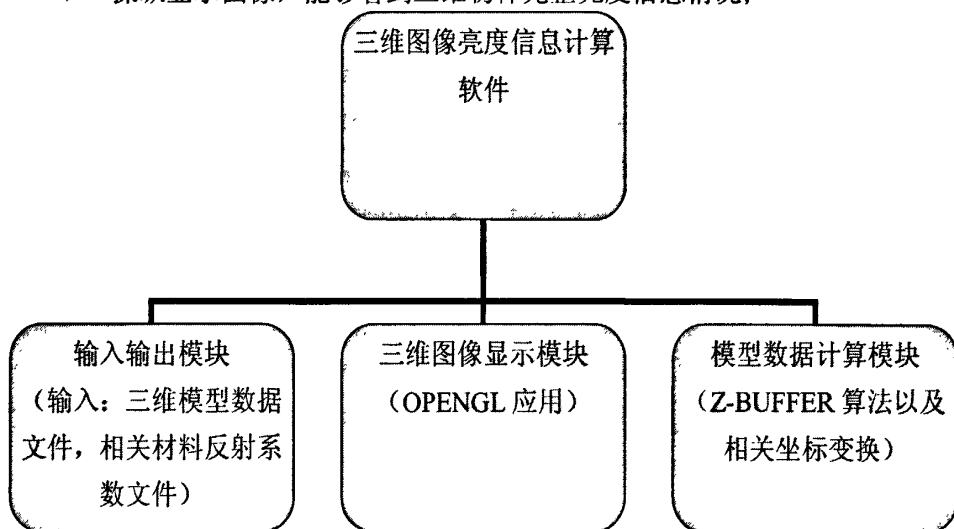 三维图像亮度信息计算
软件
输入输出模块
（输入：三维模型数据
文件，相关材料反射系
数文件）
三维图像显示模块
（OPENGL 应用）
模型数据计算模块
（Z-BUFFER 算法以及
相关坐标变换）